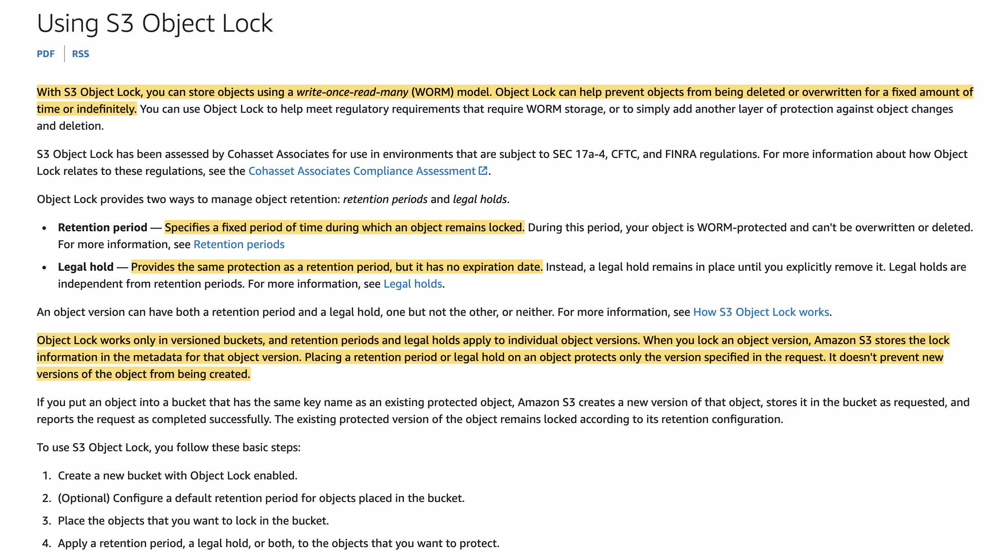 Using S3 Object Lock
PDF | RSS
With S3 Object Lock, you can store objects using a write-once-read-many (WORM) model. Object Lock can help prevent objects from being deleted or overwritten for a fixed amount of
time or indefinitely. You can use Object Lock to help meet regulatory requirements that require WORM storage, or to simply add another layer of protection against object changes
and deletion.
S3 Object Lock has been assessed by Cohasset Associates for use in environments that are subject to SEC 17a-4, CFTC, and FINRA regulations. For more information about how Object
Lock relates to these regulations, see the Cohasset Associates Compliance Assessment.
Object Lock provides two ways to manage object retention: retention periods and legal holds.
• Retention period — Specifies a fixed period of time during which an object remains locked. During this period, your object is WORM-protected and can't be overwritten or deleted.
For more information, see Retention periods
• Legal hold — Provides the same protection as a retention period, but it has no expiration date. Instead, a legal hold remains in place until you explicitly remove it. Legal holds are
independent from retention periods. For more information, see Legal holds.
An object version can have both a retention period and a legal hold, one but not the other, or neither. For more information, see How S3 Object Lock works.
Object Lock works only in versioned buckets, and retention periods and legal holds apply to individual object versions. When you lock an object version, Amazon S3 stores the lock
information in the metadata for that object version. Placing a retention period or legal hold on an object protects only the version specified in the request. It doesn't prevent new
versions of the object from being created.
If you put an object into a bucket that has the same key name as an existing protected object, Amazon S3 creates a new version of that object, stores it in the bucket as requested, and
reports the request as completed successfully. The existing protected version of the object remains locked according to its retention configuration.
To use S3 Object Lock, you follow these basic steps:
1. Create a new bucket with Object Lock enabled.
2. (Optional) Configure a default retention period for objects placed in the bucket.
3. Place the objects that you want to lock in the bucket.
4. Apply a retention period, a legal hold, or both, to the objects that you want to protect.